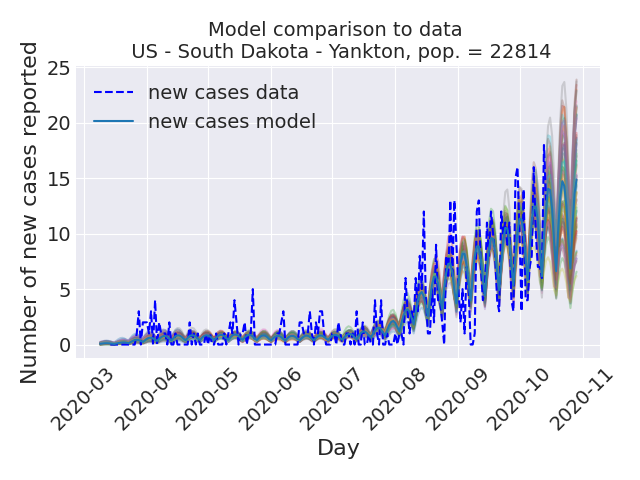 Model comparison to data
US - South Dakota - Yankton, pop. = 22814
Number of new cases reported
25
20
15
10
5
0
new cases data
new cases model
2020-03
2020-04
2020-05
2020-06
2020-07
2020-08
2020-09
2020-10
2020-11
Day